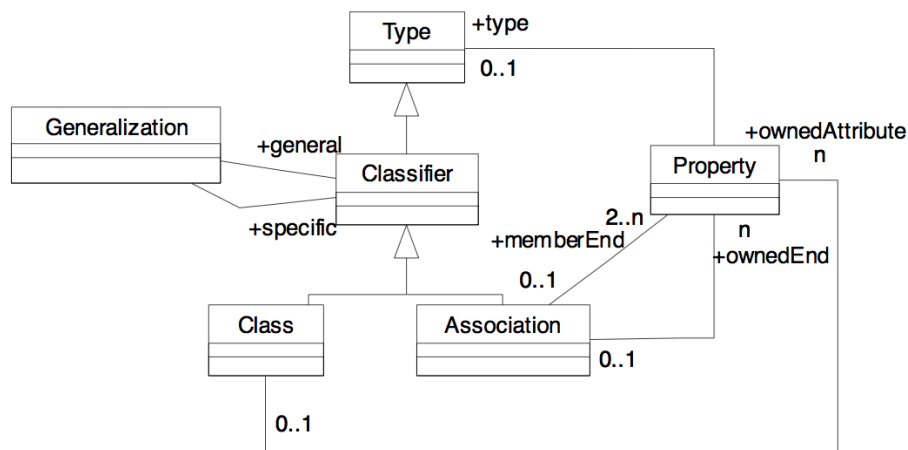 Type
+type
0..1
Generalization
+general
Classifier
+specific
+ownedAttribute
n
Property
2..n
+memberEnd
n
+ownedEnd
0..1
Class
Association
0..1
0..1